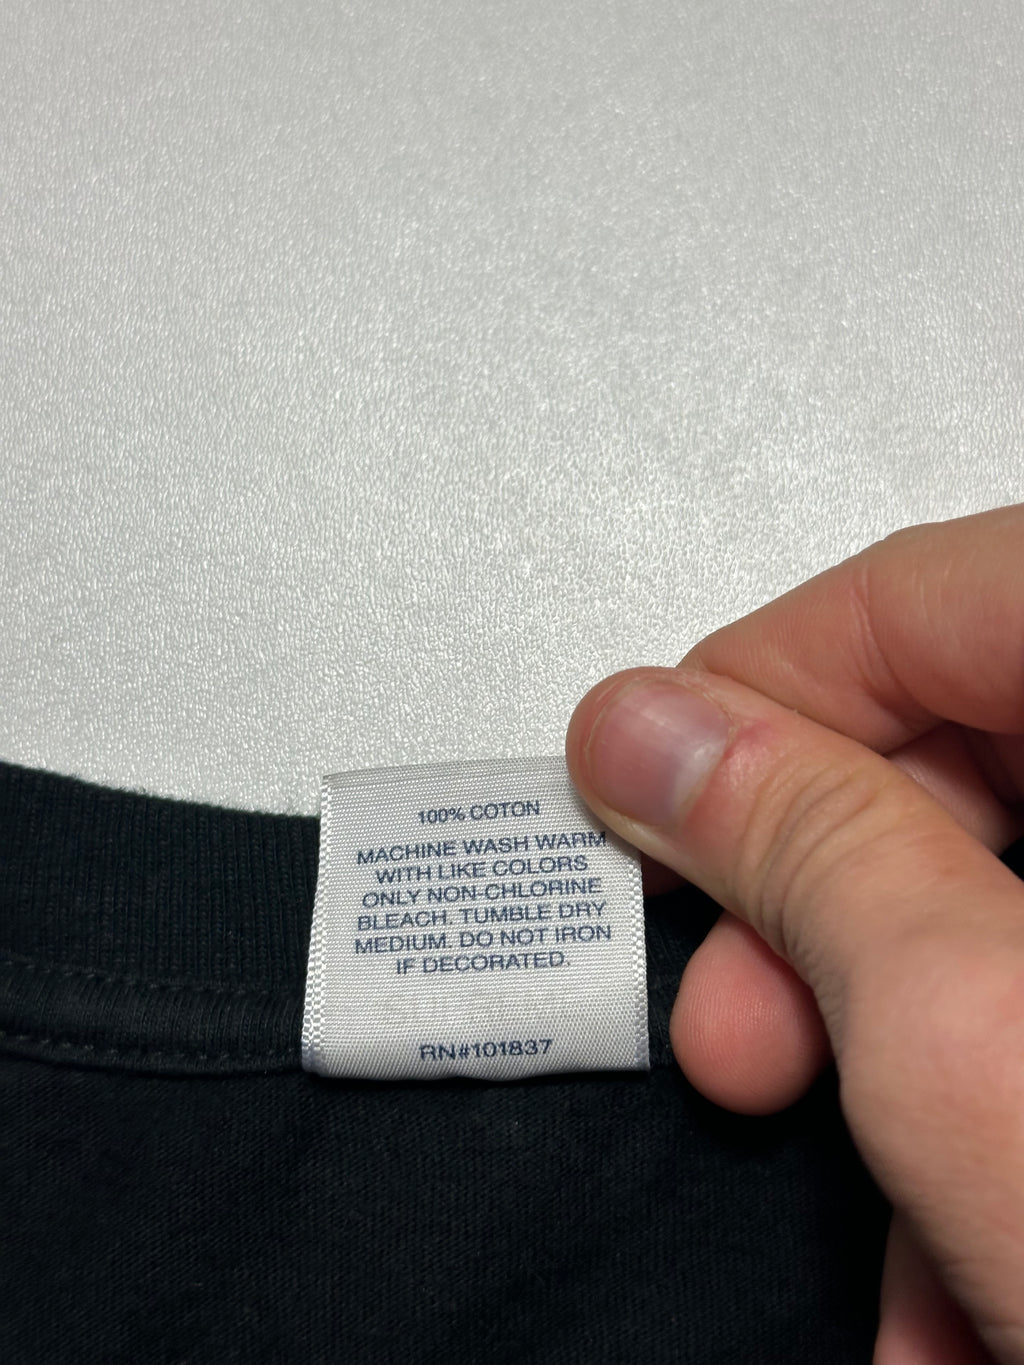 100% COTON
MACHINE WASH WARM
WITH LIKE COLORS
ONLY NON-CHLORINE
BLEACH. TUMBLE DRY
MEDIUM. DO NOT IRON
IF DECORATED.
RN#101837